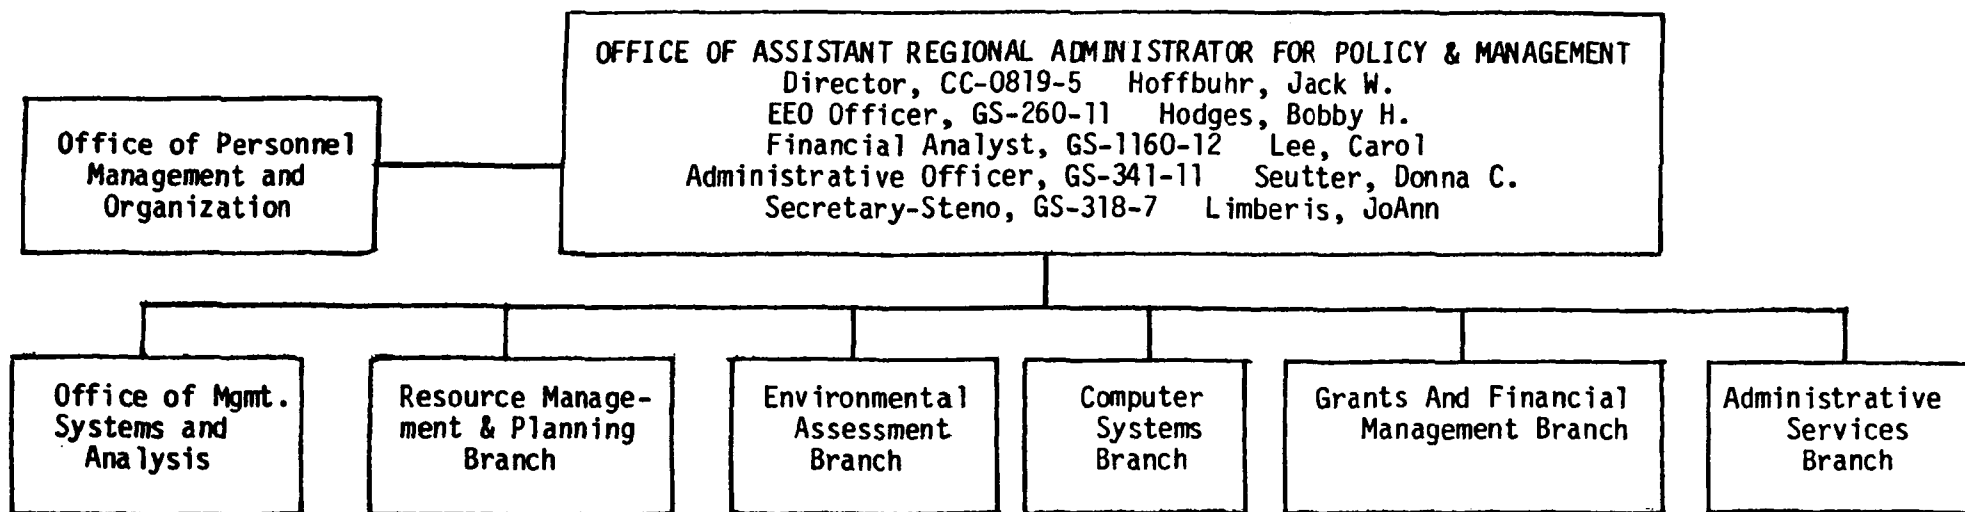 OFFICE OF ASSISTANT REGIONAL ADMINISTRATOR FOR POLICY & MANAGEMENT
Director, CC-0819-5 Hoffbuhr, Jack W.
EEO Officer, GS-260-11 Hodges, Bobby H.
Financial Analyst, GS-1160-12 Lee, Carol
Administrative Officer, GS-341-11 Seutter, Donna C.
Secretary-Steno, GS-318-7 Limberis, JoAnn
Office of Personnel
Management and
Organization
Office of Mgmt.
Systems and
Analysis
Resource Manage-
ment & Planning
Branch
Environmental
Assessment
Branch
Computer
Systems
Branch
Grants And Financial
Management Branch
Administrative
Services
Branch